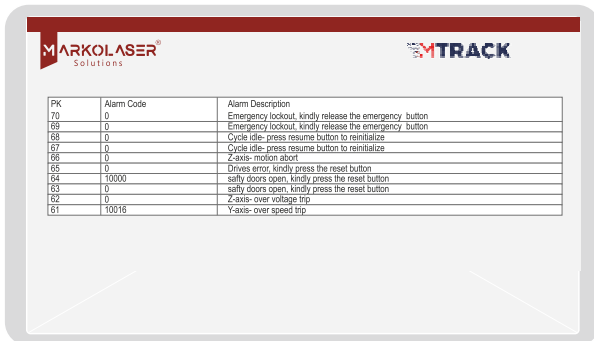 MARKOLASER®
Solutions
MTRACK
PK Alarm Code Alarm Description
70 0 Emergency lockout, kindly release the emergency button
69 0 Emergency lockout, kindly release the emergency button
68 0 Cycle idle- press resume button to reinitialize
67 0 Cycle idle- press resume button to reinitialize
66 0 Z-axis- motion abort
65 0 Drives error, kindly press the reset button
64 10000 safty doors open, kindly press the reset button
63 0 safty doors open, kindly press the reset button
62 0 Z-axis- over voltage trip
61 10016 Y-axis- over speed trip